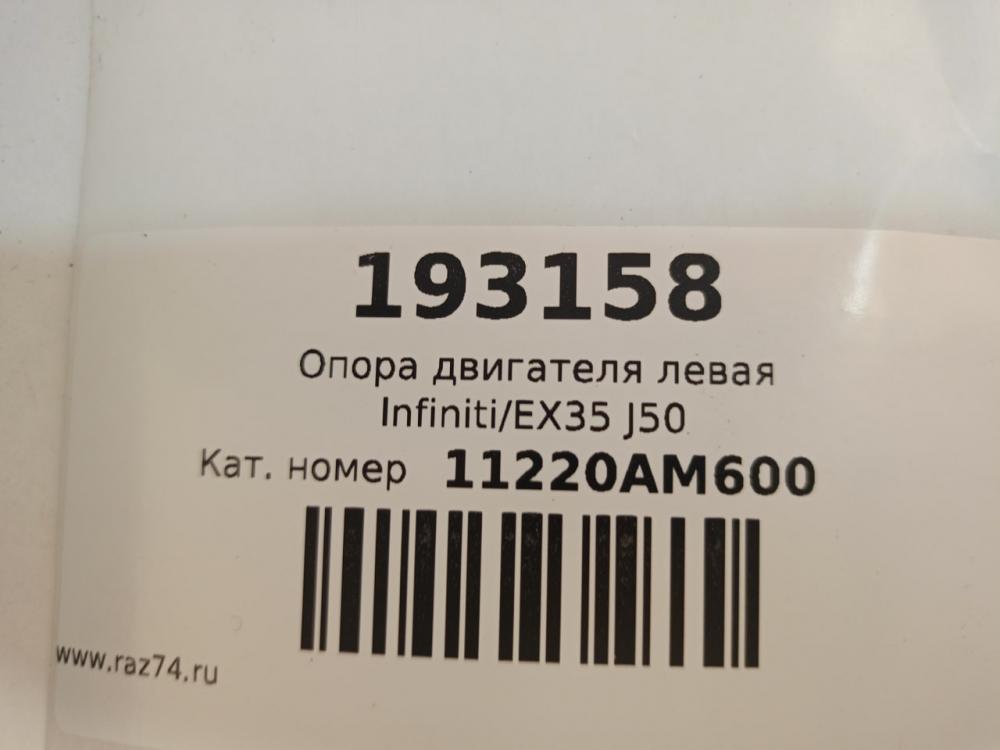 193158
Опора двигателя левая
Infiniti/EX35 J50
Кат. номер 11220AM600
www.raz74.ru